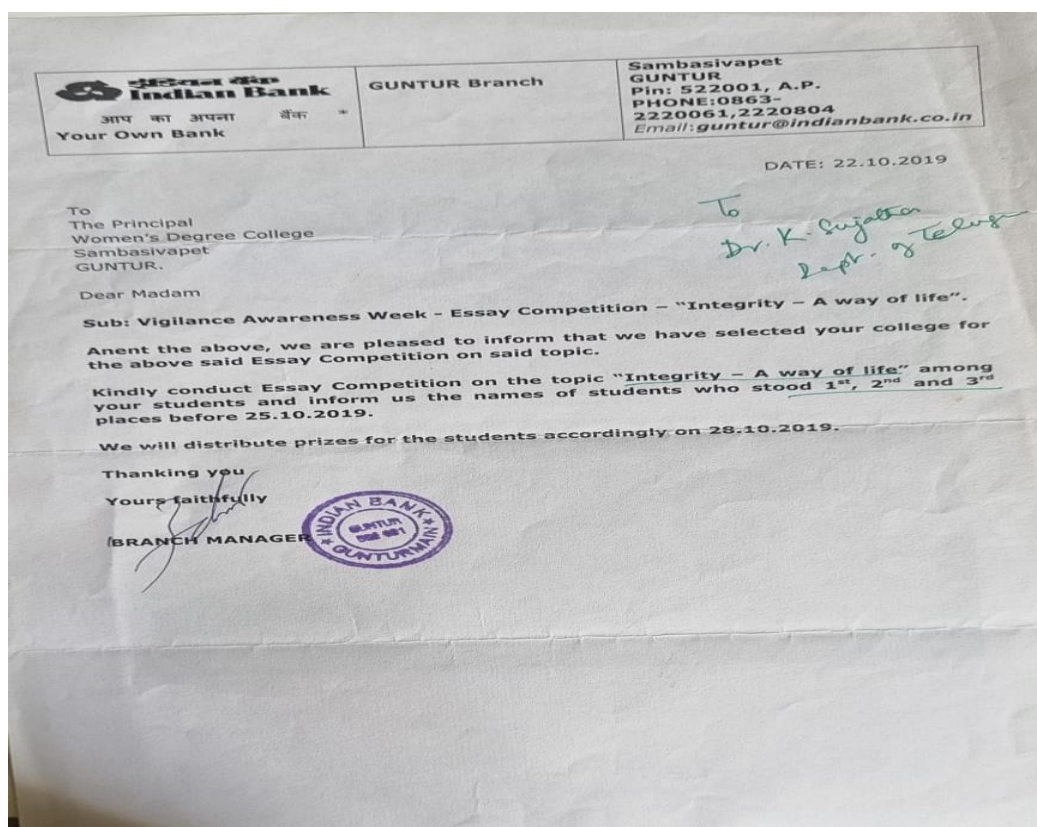 इंडियन बैंक
Indian Bank
आप का अपना बैंक *
Your Own Bank
GUNTUR Branch
Sambasivapet
GUNTUR
Pin: 522001, A.P.
PHONE:0863-
2220061,2220804
Email:guntur@indianbank.co.in
DATE: 22.10.2019
To
The Principal
Women's Degree College
Sambasivapet
GUNTUR.
To
Dr. K. Sujatha
Dept. of Telugu
Dear Madam
Sub: Vigilance Awareness Week - Essay Competition – "Integrity – A way of life".
Anent the above, we are pleased to inform that we have selected your college for
the above said Essay Competition on said topic.
Kindly conduct Essay Competition on the topic "Integrity – A way of life" among
your students and inform us the names of students who stood 1st, 2nd and 3rd
places before 25.10.2019.
We will distribute prizes for the students accordingly on 28.10.2019.
Thanking you
Yours faithfully
BRANCH MANAGER
* INDIAN BANK *
GUNTUR
GUNTUR MAIN